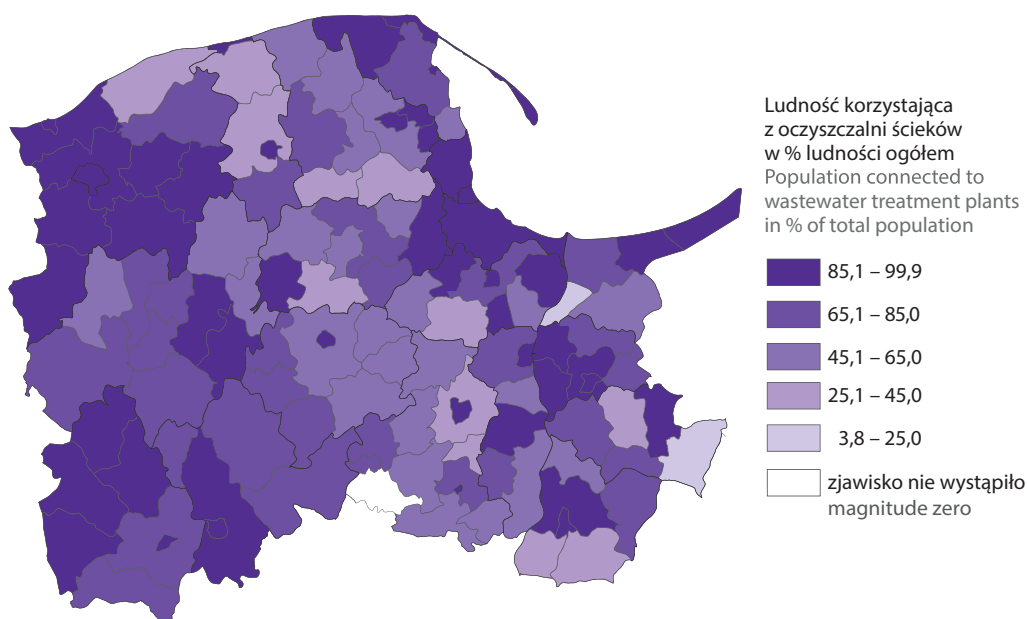 Ludność korzystająca
z oczyszczalni ścieków
w % ludności ogółem
Population connected to
wastewater treatment plants
in % of total population
85,1 – 99,9
65,1 – 85,0
45,1 – 65,0
25,1 – 45,0
3,8 – 25,0
zjawisko nie wystąpiło
magnitude zero